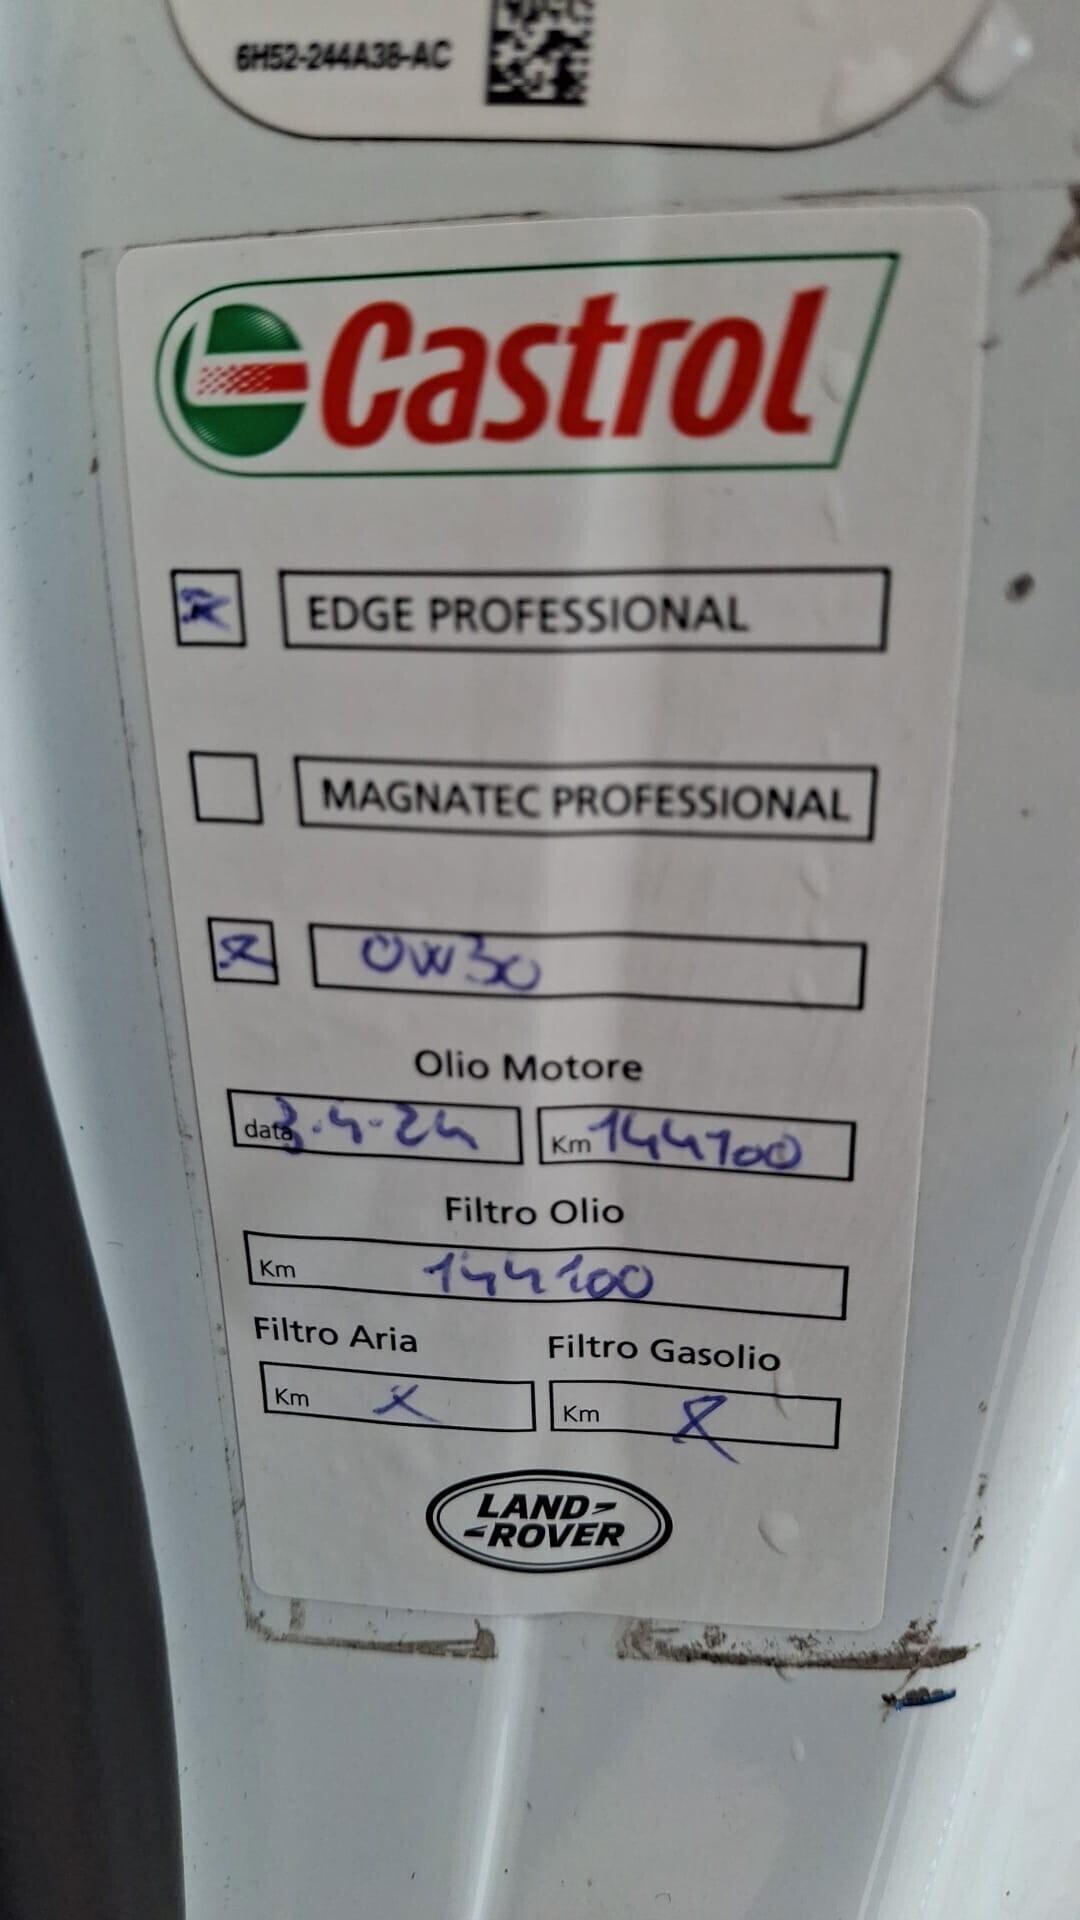 6H52-244A38-AC
Castrol
EDGE PROFESSIONAL
MAGNATEC PROFESSIONAL
0W30
Olio Motore
data 3.4.24 Km 144100
Filtro Olio
Km 144100
Filtro Aria Filtro Gasolio
Km X Km X
LAND-
ROVER